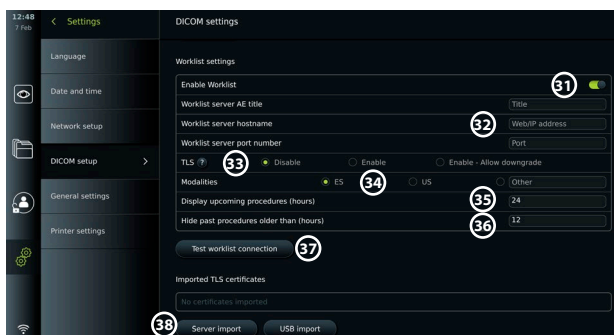 12:48
7 Feb
< Settings
DICOM settings
Language
Date and time
Network setup
DICOM setup >
General settings
Printer settings
Worklist settings
Enable Worklist 31
Worklist server AE title Title
Worklist server hostname 32 Web/IP address
Worklist server port number Port
TLS ? 33 Disable Enable Enable - Allow downgrade
Modalities ES 34 US Other
Display upcoming procedures (hours) 35 24
Hide past procedures older than (hours) 36 12
Test worklist connection 37
Imported TLS certificates
No certificates imported
38 Server import USB import